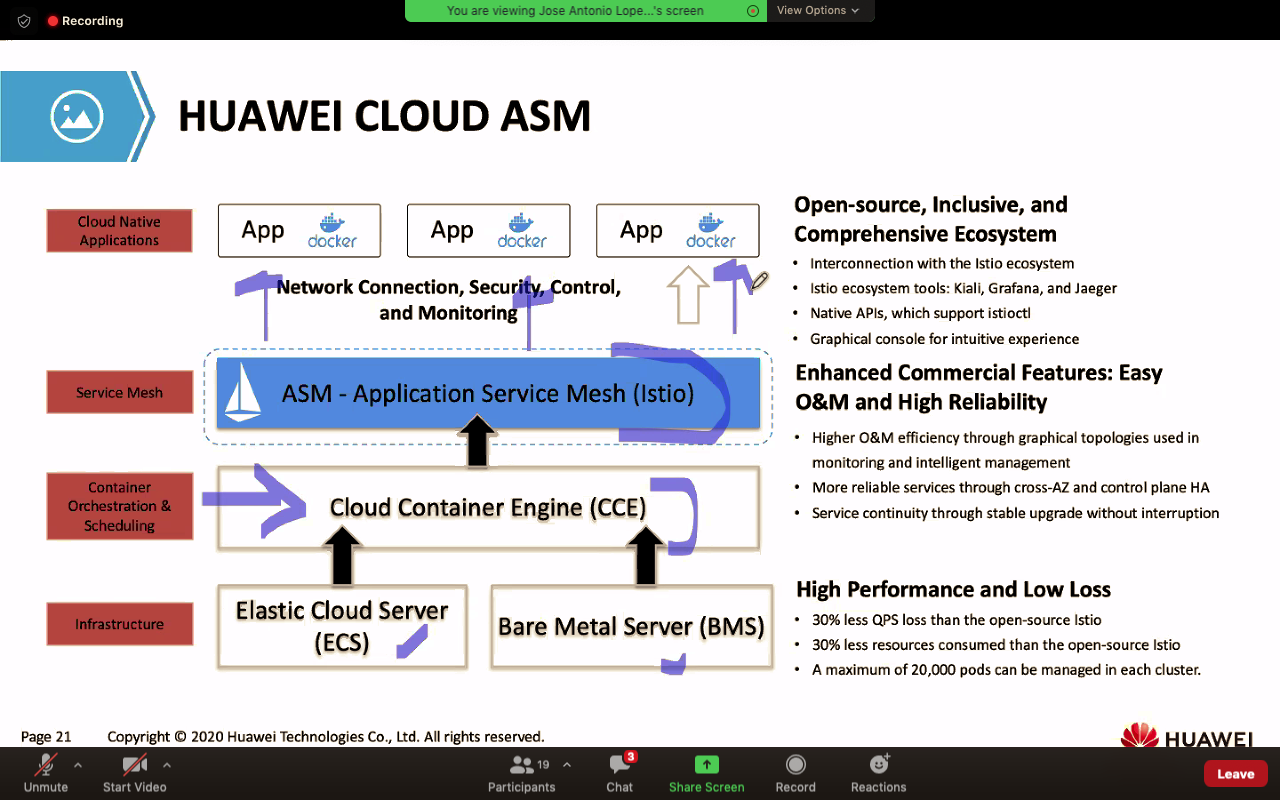 Recording
You are viewing Jose Antonio Lope...'s screen
View Options
HUAWEI CLOUD ASM
Cloud Native
Applications
App
docker
App
docker
App
docker
Network Connection, Security, Control,
and Monitoring
Service Mesh
ASM - Application Service Mesh (Istio)
Container
Orchestration &
Scheduling
Cloud Container Engine (CCE)
Infrastructure
Elastic Cloud Server
(ECS)
Bare Metal Server (BMS)
Open-source, Inclusive, and
Comprehensive Ecosystem
• Interconnection with the Istio ecosystem
• Istio ecosystem tools: Kiali, Grafana, and Jaeger
• Native APIs, which support istioctl
• Graphical console for intuitive experience
Enhanced Commercial Features: Easy
O&M and High Reliability
• Higher O&M efficiency through graphical topologies used in
monitoring and intelligent management
• More reliable services through cross-AZ and control plane HA
• Service continuity through stable upgrade without interruption
High Performance and Low Loss
• 30% less QPS loss than the open-source Istio
• 30% less resources consumed than the open-source Istio
• A maximum of 20,000 pods can be managed in each cluster.
Page 21
Copyright © 2020 Huawei Technologies Co., Ltd. All rights reserved.
HUAWEI
Unmute
Start Video
19
Participants
3
Chat
Share Screen
Record
Reactions
Leave